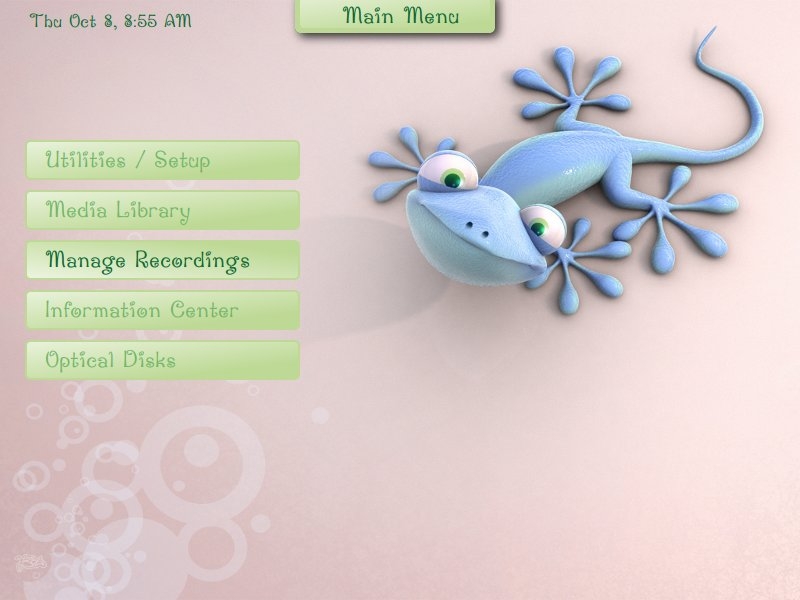 Thu Oct 8, 8:55 AM
Main Menu
Utilities / Setup
Media Library
Manage Recordings
Information Center
Optical Disks